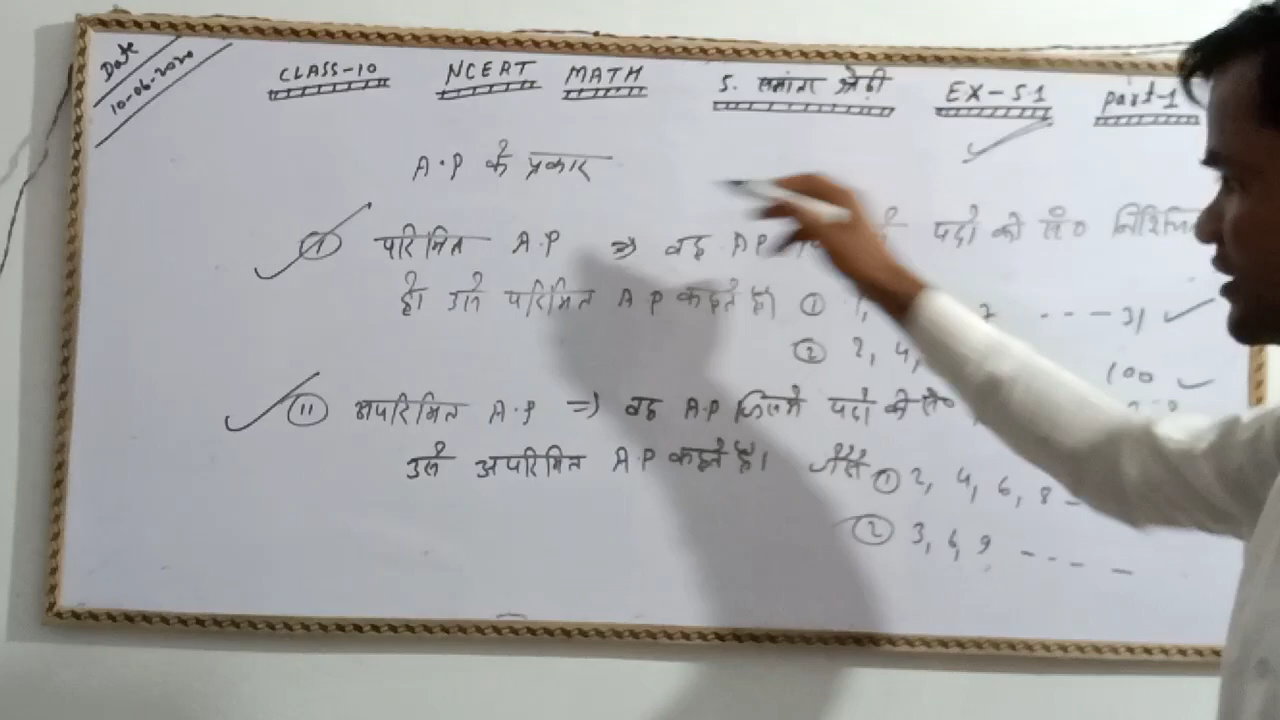 Date
10-06-2020
CLASS-10 NCERT MATH 5. समांतर श्रेढ़ी EX-5.1 Part-1
A.P के प्रकार
(I) परिमित A.P ⇒ वह A.P पदो की सं० निश्चित
हो उसे परिमित A P कहते है। ① 1, 7 ---- 31
② 2, 4, 100
(II) अपरिमित A.P ⇒ वह A.P जिसमे पदो की सं०
उसे अपरिमित A.P कहते है। जैसे ① 2, 4, 6, 8 -
② 3, 6, 9 -----